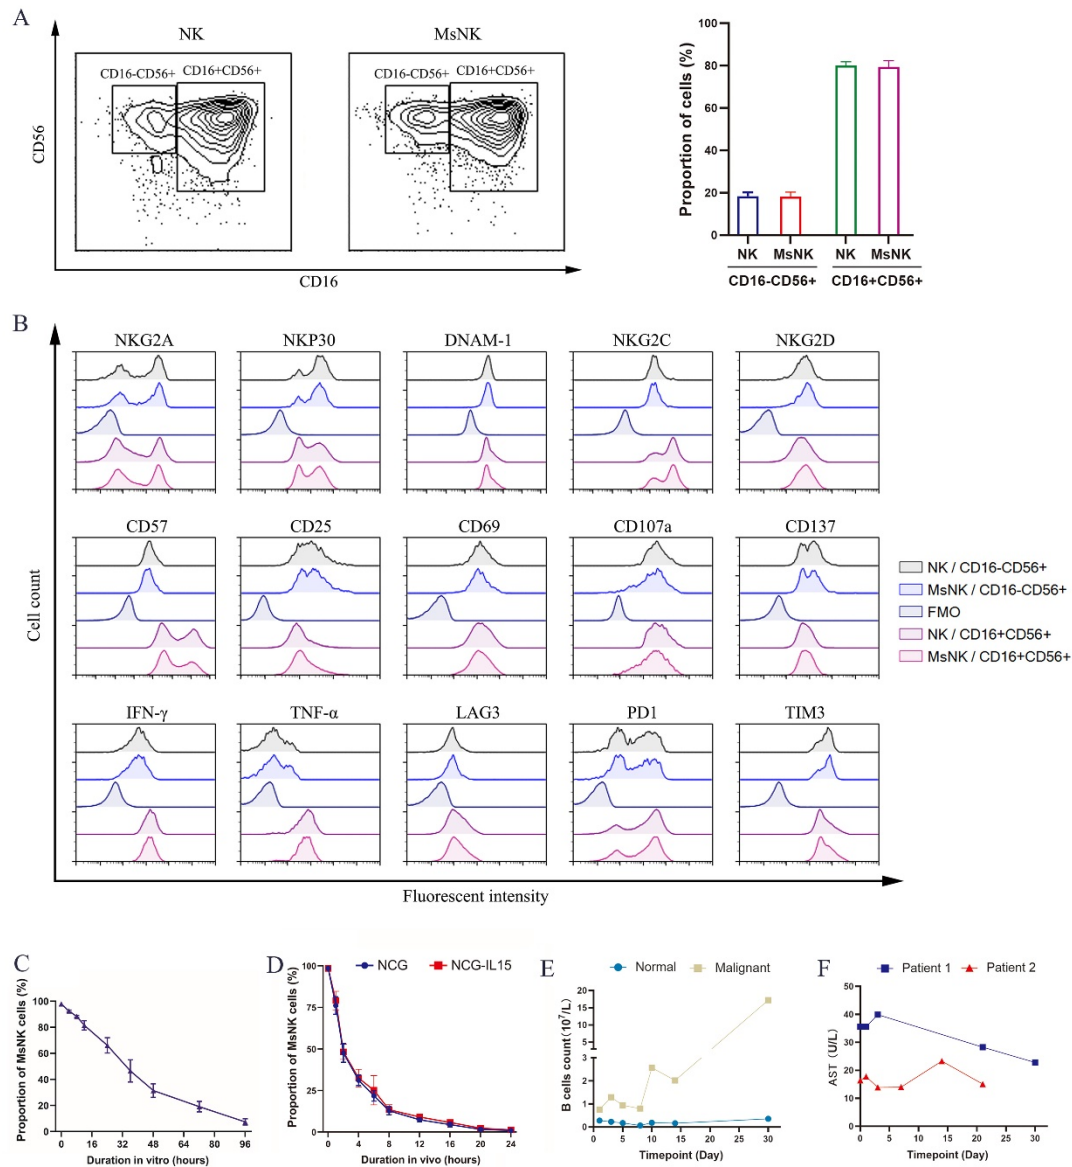 A
NK
MsNK
CD16-CD56+
CD16+CD56+
CD16-CD56+
CD16+CD56+
CD56
CD16
Proportion of cells (%)
100
80
60
40
20
0
NK
MsNK
NK
MsNK
CD16-CD56+
CD16+CD56+
B
NKG2A
NKP30
DNAM-1
NKG2C
NKG2D
CD57
CD25
CD69
CD107a
CD137
IFN-γ
TNF-α
LAG3
PD1
TIM3
Cell count
Fluorescent intensity
NK / CD16-CD56+
MsNK / CD16-CD56+
FMO
NK / CD16+CD56+
MsNK / CD16+CD56+
C
Proportion of MsNK cells (%)
100
80
60
40
20
0
0 16 32 48 64 80 96
Duration in vitro (hours)
D
NCG
NCG-IL15
Proportion of MsNK cells (%)
100
75
50
25
0
0 4 8 12 16 20 24
Duration in vivo (hours)
E
Normal
Malignant
B cells count (10⁷/L)
20
15
10
5
3
2
1
0
0 5 10 15 20 25 30
Timepoint (Day)
F
Patient 1
Patient 2
AST (U/L)
50
40
30
20
10
0
0 5 10 15 20 25 30
Timepoint (Day)